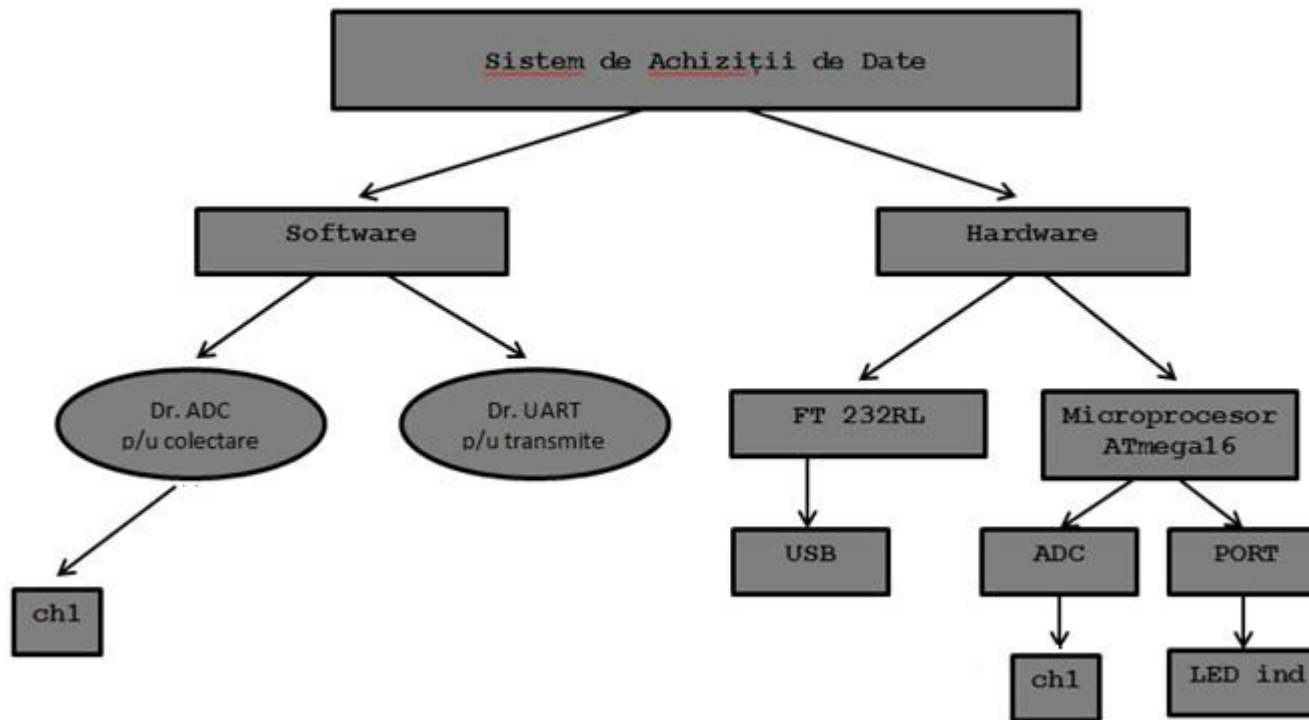 Sistem de Achiziții de Date
Software
Hardware
Dr. ADC
p/u colectare
Dr. UART
p/u transmite
FT 232RL
Microprocesor
ATmega16
USB
ADC
PORT
ch1
ch1
LED ind